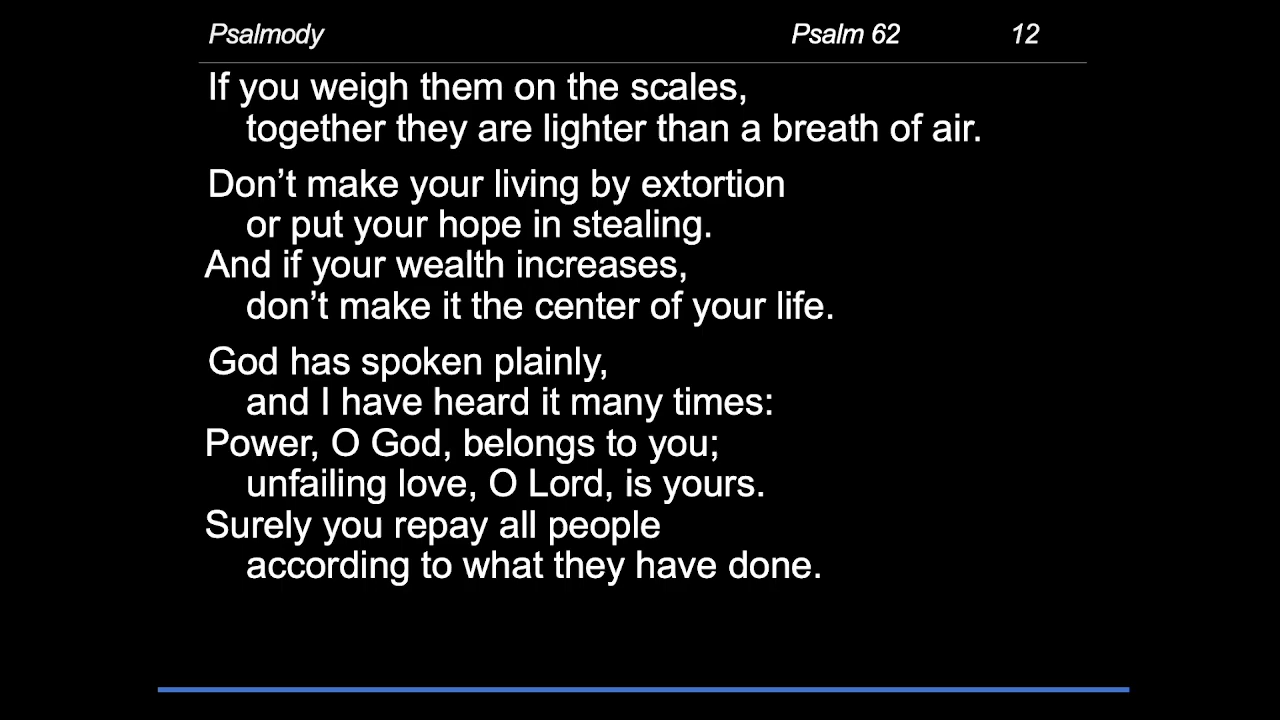 Psalmody Psalm 62 12
If you weigh them on the scales,
together they are lighter than a breath of air.
Don’t make your living by extortion
or put your hope in stealing.
And if your wealth increases,
don’t make it the center of your life.
God has spoken plainly,
and I have heard it many times:
Power, O God, belongs to you;
unfailing love, O Lord, is yours.
Surely you repay all people
according to what they have done.